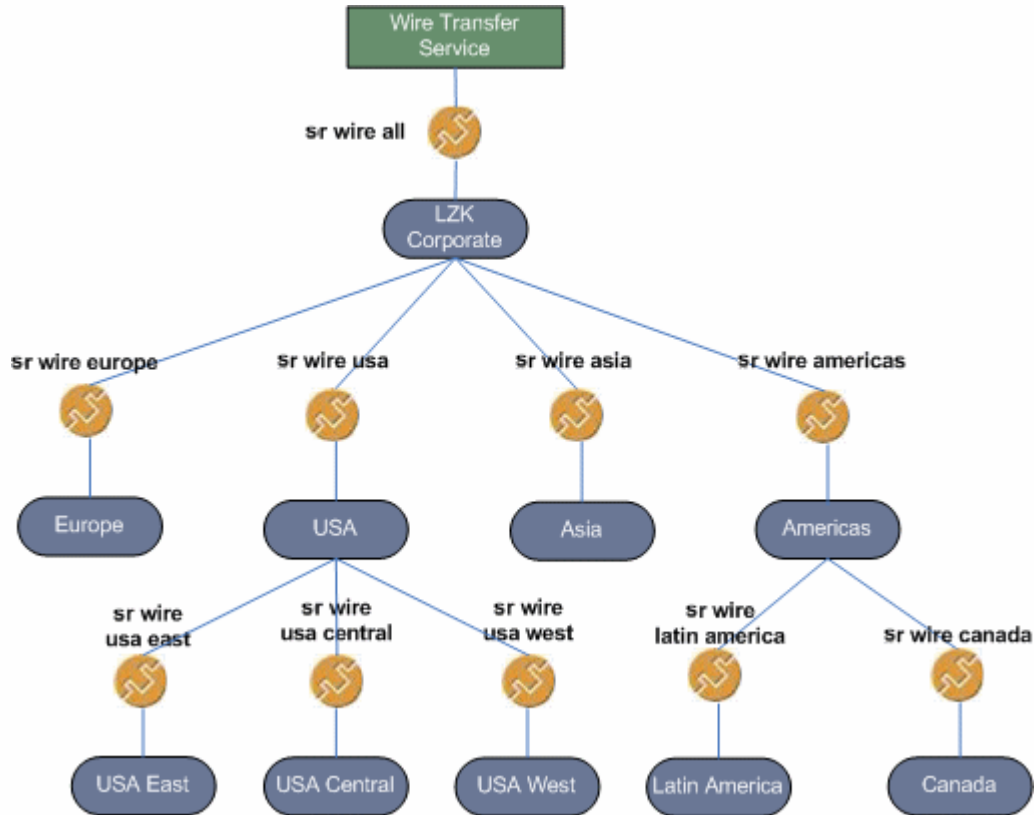 Wire Transfer
Service
sr wire all
LZK
Corporate
sr wire europe
sr wire usa
sr wire asia
sr wire americas
Europe
USA
Asia
Americas
sr wire
usa east
sr wire
usa central
sr wire
usa west
sr wire
latin america
sr wire canada
USA East
USA Central
USA West
Latin America
Canada